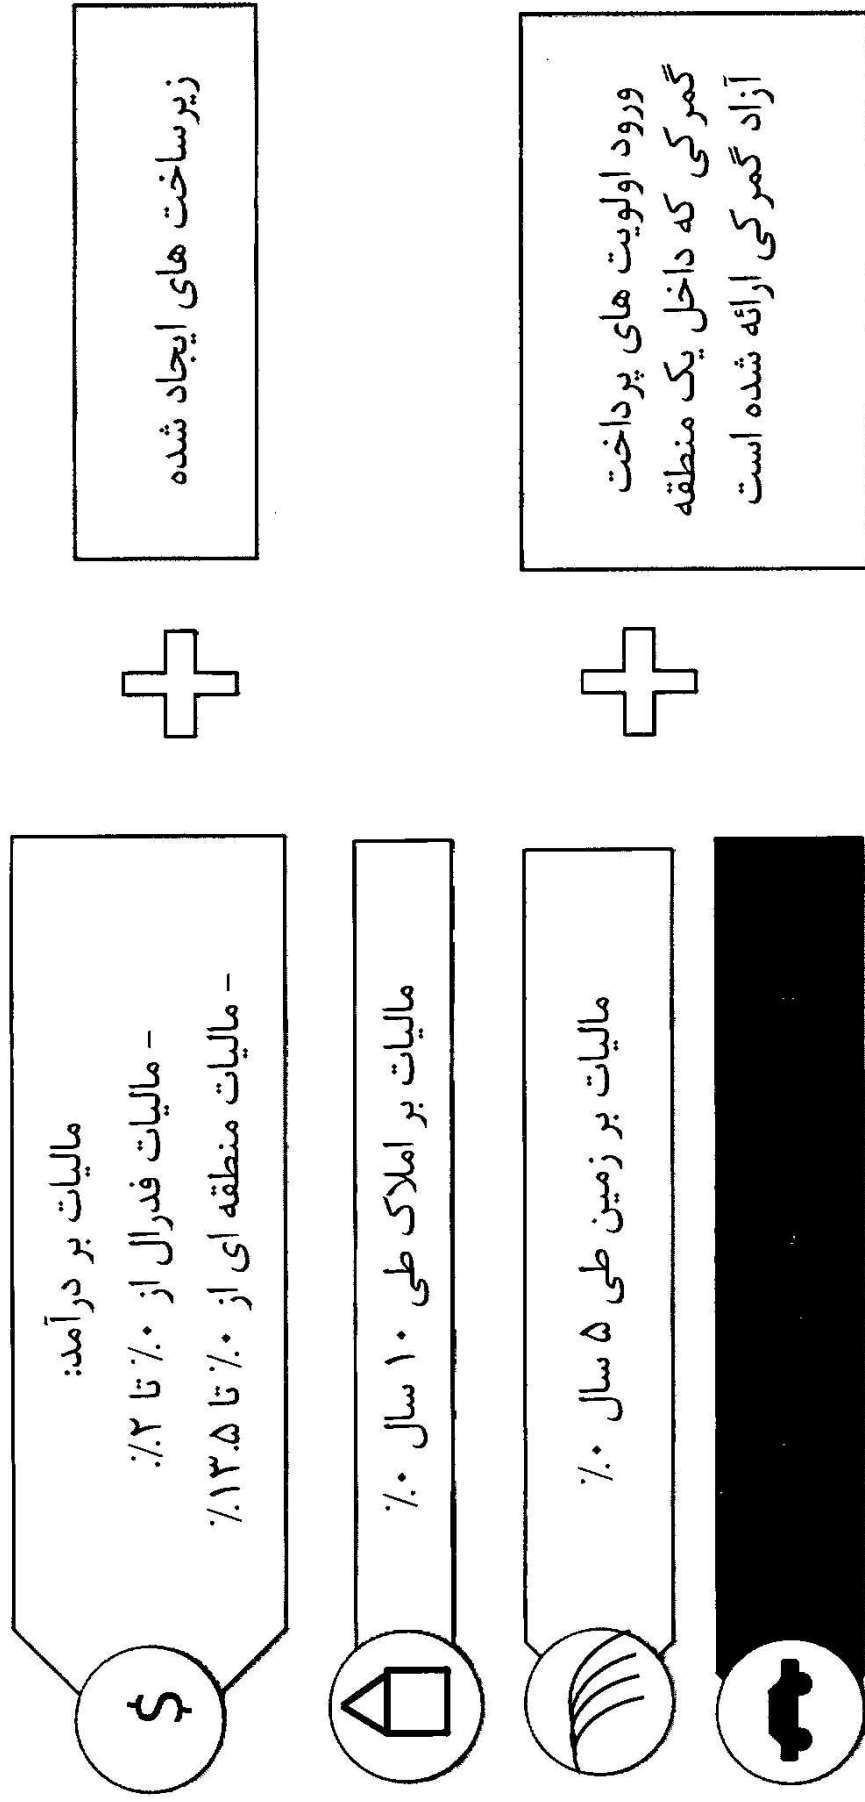 مالیات بر درآمد:
- مالیات فدرال از ۰٪ تا ۲٪
- مالیات منطقه ای از ۰٪ تا ۱۳.۵٪
مالیات بر املاک طی ۱۰ سال ۰٪
مالیات بر زمین طی ۵ سال ۰٪
زیرساخت های ایجاد شده
ورود اولویت های پرداخت
گمرکی که داخل یک منطقه
آزاد گمرکی ارائه شده است
$